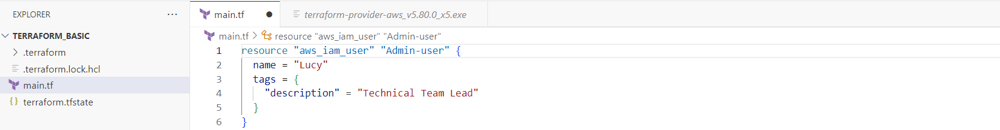 EXPLORER
···
TERRAFORM_BASIC
.terraform
.terraform.lock.hcl
main.tf
terraform.tfstate
main.tf
terraform-provider-aws_v5.80.0_x5.exe
main.tf > resource "aws_iam_user" "Admin-user"
1 resource "aws_iam_user" "Admin-user" {
2   name = "Lucy"
3   tags = {
4     "description" = "Technical Team Lead"
5   }
6 }